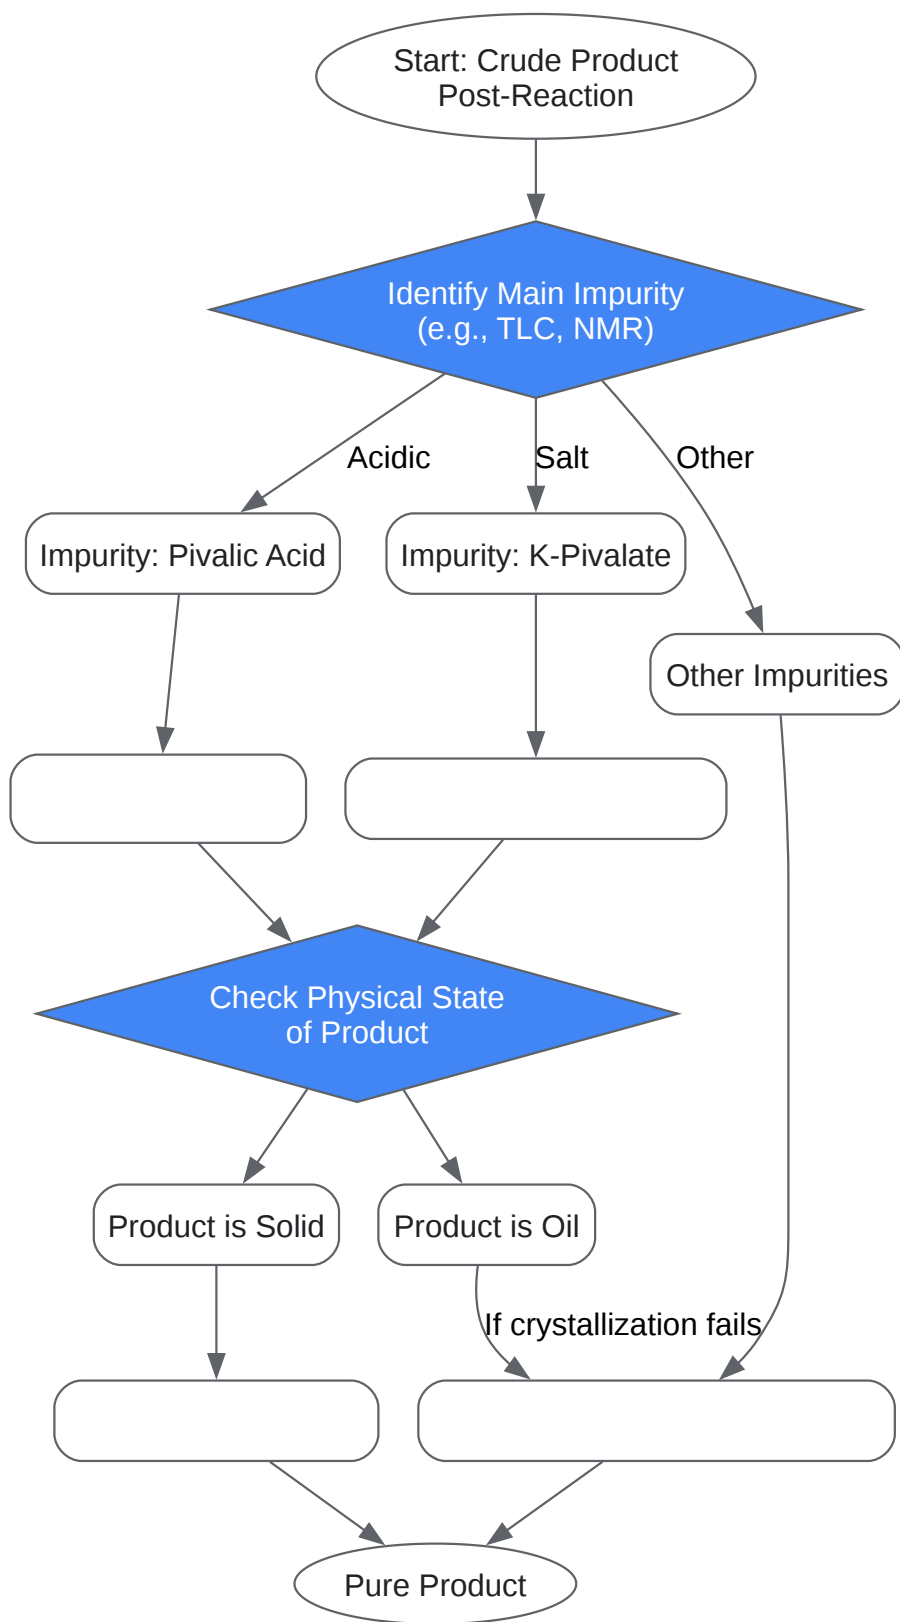 Start: Crude Product
Post-Reaction
Identify Main Impurity
(e.g., TLC, NMR)
Acidic
Salt
Other
Impurity: Pivalic Acid
Impurity: K-Pivalate
Other Impurities
Check Physical State
of Product
Product is Solid
Product is Oil
If crystallization fails
Pure Product